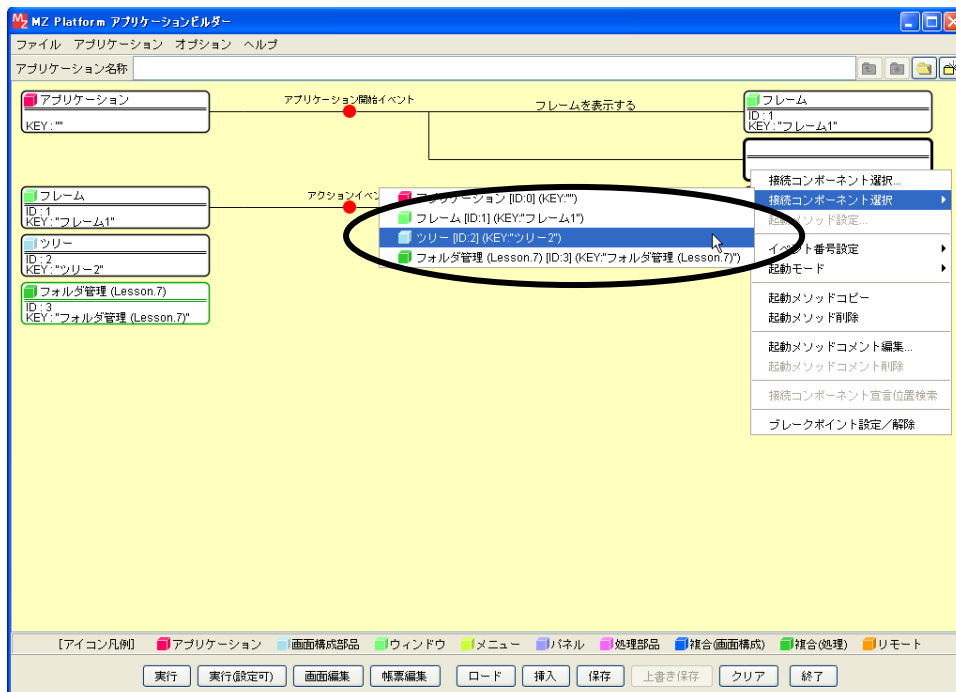 MZ Platform アプリケーションビルダー
ファイル アプリケーション オプション ヘルプ
アプリケーション名称
アプリケーション
KEY : ""
アプリケーション開始イベント
フレームを表示する
フレーム
ID : 1
KEY : "フレーム1"
フレーム
ID : 1
KEY : "フレーム1"
アクションイベン
ツリー
ID : 2
KEY : "ツリー2"
フォルダ管理 (Lesson.7)
ID : 3
KEY : "フォルダ管理 (Lesson.7)"
アプリケーション [ID:0] (KEY:"")
フレーム [ID:1] (KEY:"フレーム1")
ツリー [ID:2] (KEY:"ツリー2")
フォルダ管理 (Lesson.7) [ID:3] (KEY:"フォルダ管理 (Lesson.7)")
接続コンポーネント選択...
接続コンポーネント選択
起動メソッド設定...
イベント番号設定
起動モード
起動メソッドコピー
起動メソッド削除
起動メソッドコメント編集...
起動メソッドコメント削除
接続コンポーネント宣言位置検索
ブレークポイント設定／解除
[アイコン凡例] アプリケーション 画面構成部品 ウィンドウ メニュー パネル 処理部品 複合(画面構成) 複合(処理) リモート
実行 実行(設定可) 画面編集 帳票編集 ロード 挿入 保存 上書き保存 クリア 終了